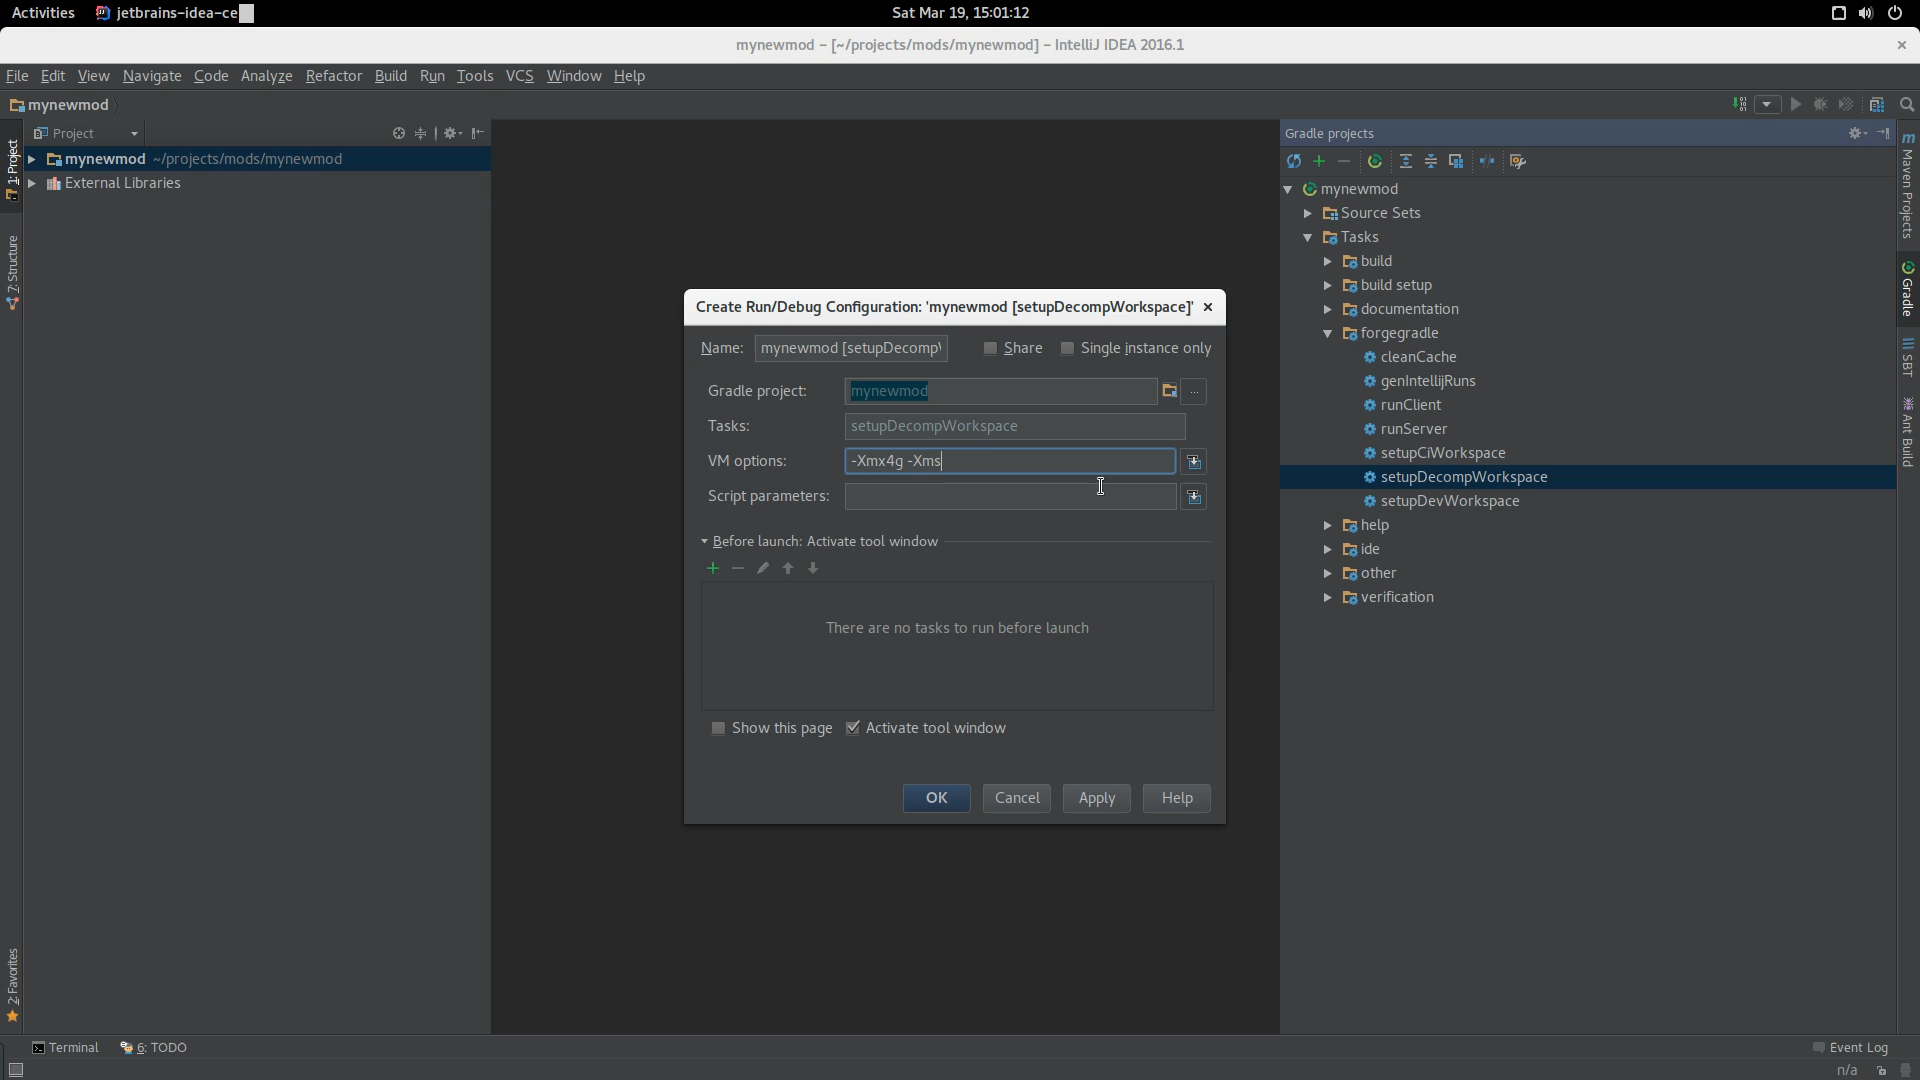 Activities jetbrains-idea-ce Sat Mar 19, 15:01:12
mynewmod – [~/projects/mods/mynewmod] – IntelliJ IDEA 2016.1
File Edit View Navigate Code Analyze Refactor Build Run Tools VCS Window Help
mynewmod
Project
mynewmod ~/projects/mods/mynewmod
External Libraries
1: Project
7: Structure
2: Favorites
Create Run/Debug Configuration: 'mynewmod [setupDecompWorkspace]'
Name: mynewmod [setupDecomp Share Single instance only
Gradle project: mynewmod ...
Tasks: setupDecompWorkspace
VM options: -Xmx4g -Xms
Script parameters:
Before launch: Activate tool window
There are no tasks to run before launch
Show this page Activate tool window
OK Cancel Apply Help
Gradle projects
mynewmod
Source Sets
Tasks
build
build setup
documentation
forgegradle
cleanCache
genIntellijRuns
runClient
runServer
setupCiWorkspace
setupDecompWorkspace
setupDevWorkspace
help
ide
other
verification
Maven Projects
Gradle
SBT
Ant Build
Terminal 6: TODO Event Log
n/a